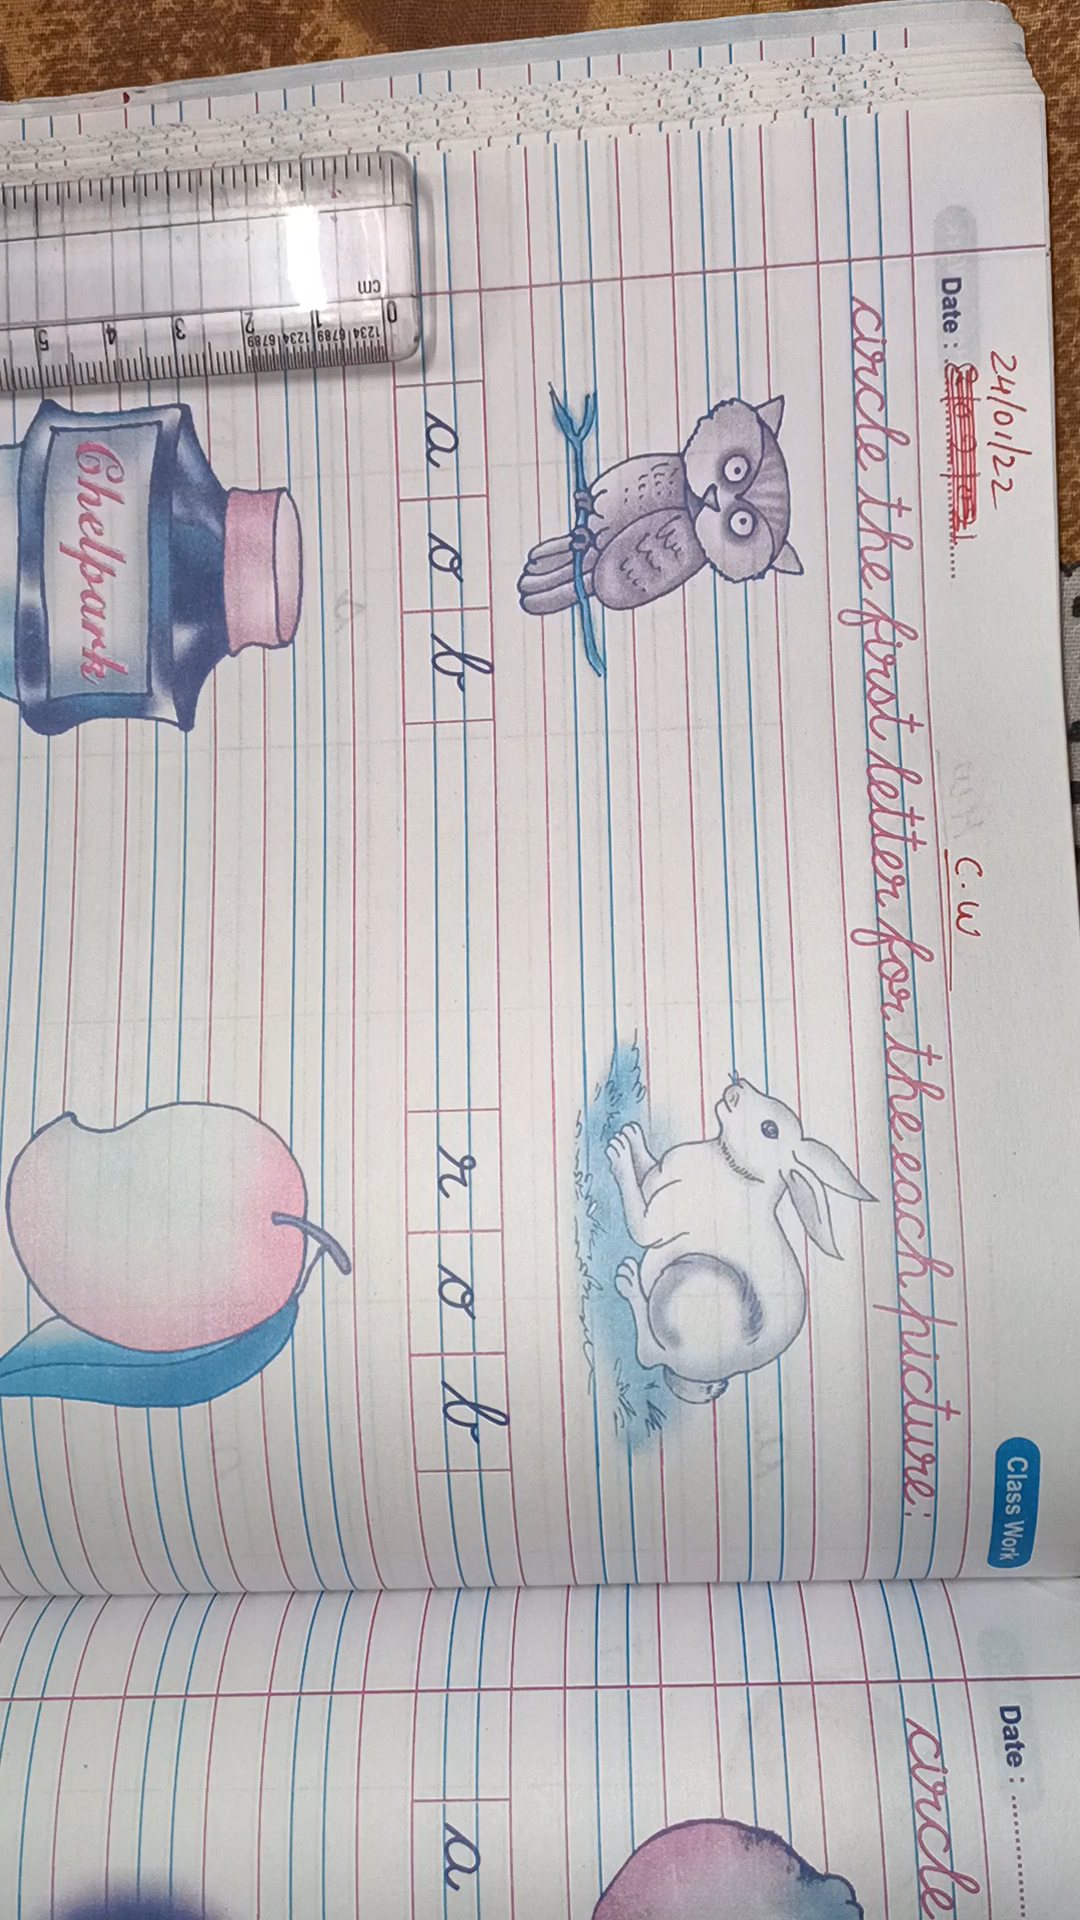 24/01/22
C.W
Class Work
Date :
circle the first letter for the each picture:
a o b
r o b
Chelpark
cm
0 1 2 3 4 5
Date :
circle
a